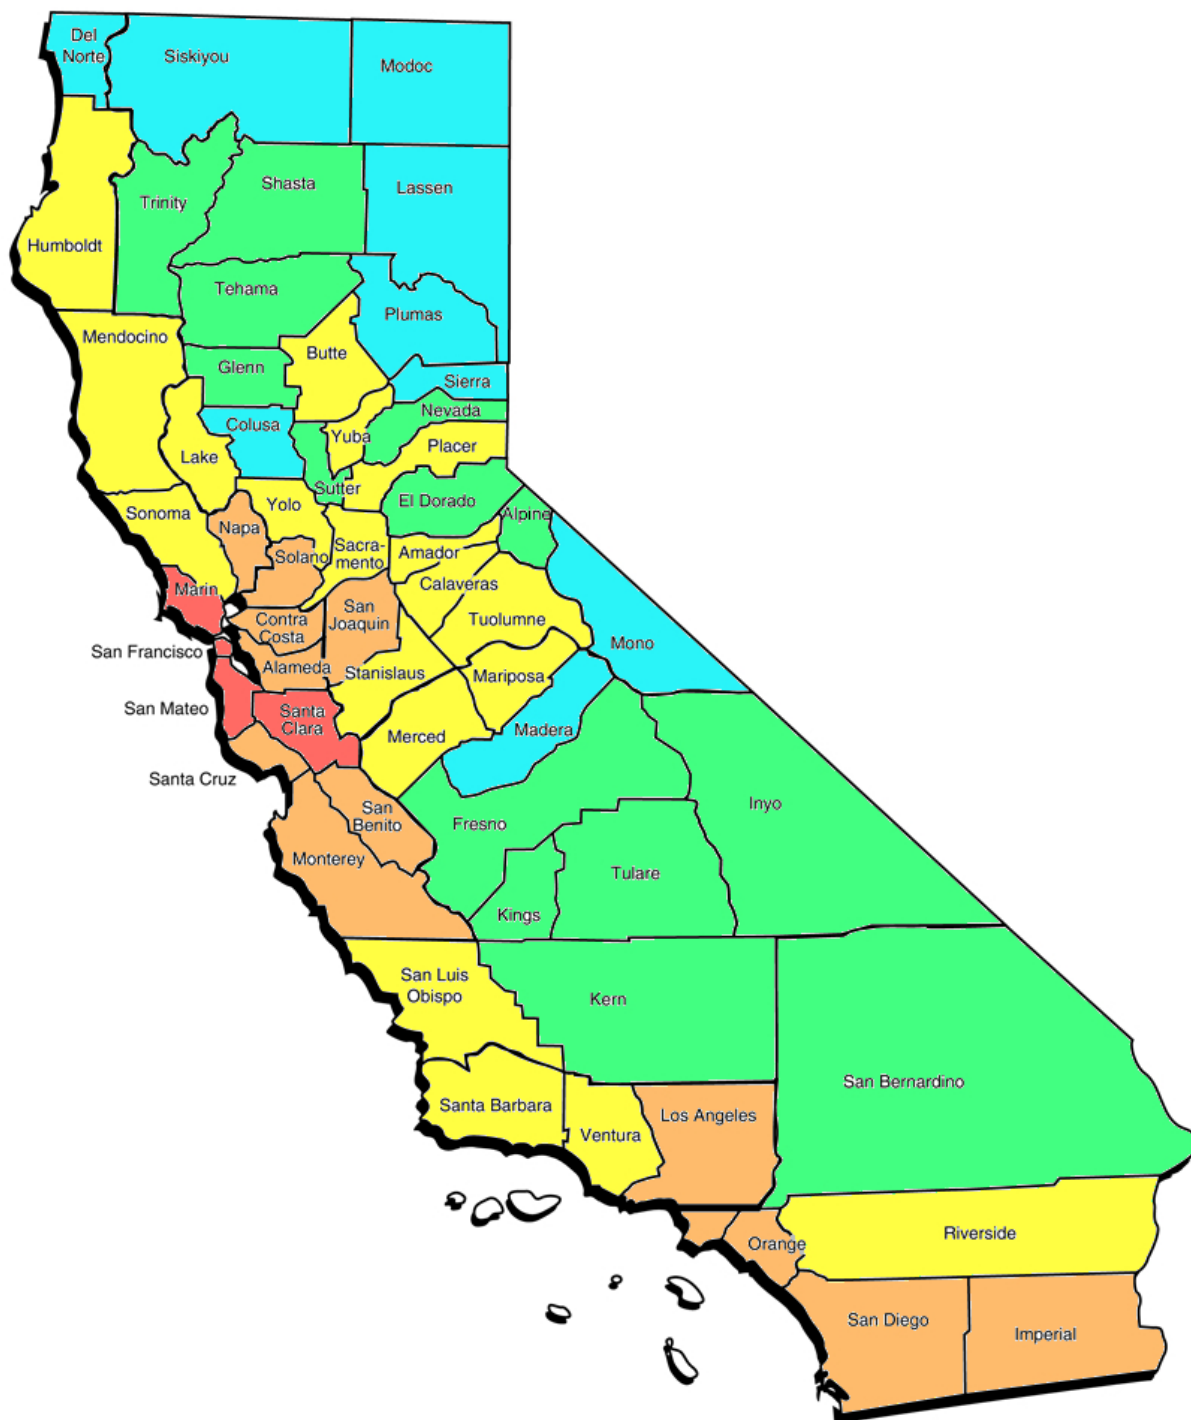 Del
Norte
Siskiyou
Modoc
Shasta
Lassen
Trinity
Humboldt
Tehama
Plumas
Mendocino
Butte
Glenn
Sierra
Nevada
Colusa
Yuba
Placer
Lake
Sutter
El Dorado
Yolo
Sonoma
Alpine
Napa
Sacra-
mento
Amador
Solano
Calaveras
Marin
San
Joaquin
Contra
Costa
Tuolumne
Mono
San Francisco
Alameda
Stanislaus
Mariposa
San Mateo
Santa
Clara
Madera
Merced
Santa Cruz
Inyo
San
Benito
Fresno
Monterey
Tulare
Kings
San Luis
Obispo
Kern
San Bernardino
Santa Barbara
Los Angeles
Ventura
Riverside
Orange
San Diego
Imperial